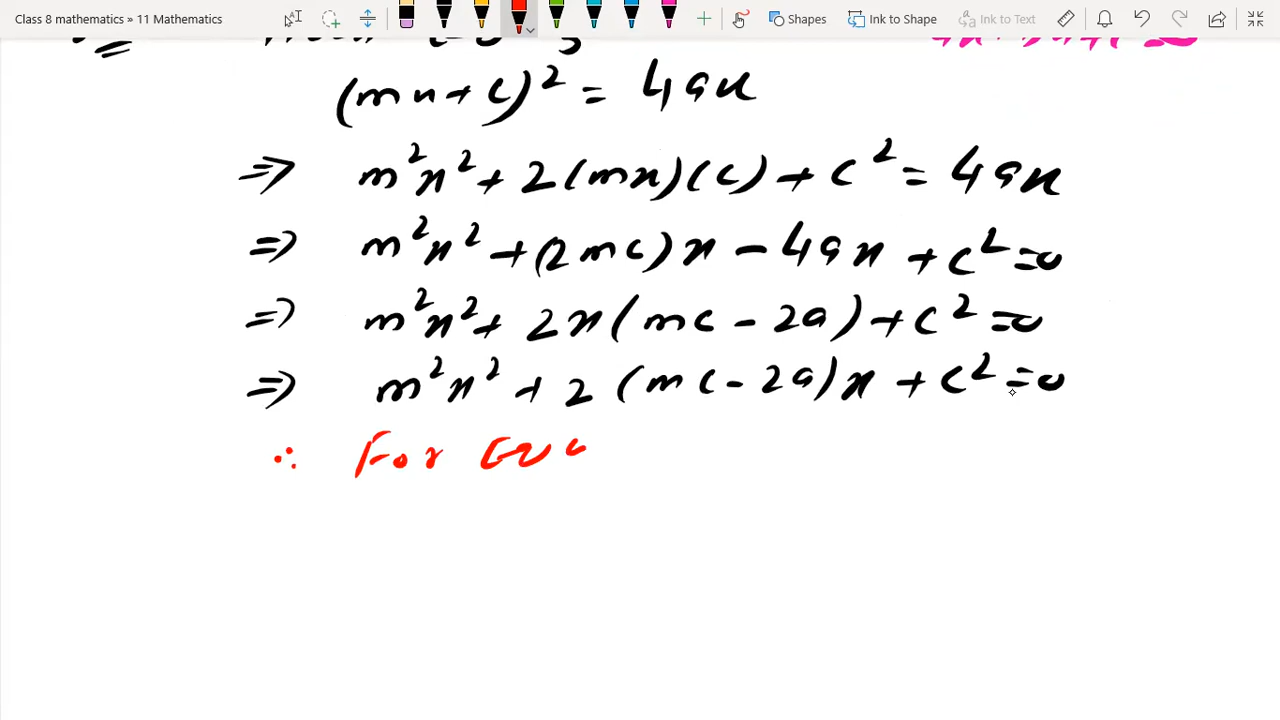 Class 8 mathematics » 11 Mathematics Shapes Ink to Shape Ink to Text
(mx + c)² = 4ax
⇒ m²x² + 2(mx)(c) + c² = 4ax
⇒ m²x² + (2mc)x - 4ax + c² = 0
⇒ m²x² + 2x(mc - 2a) + c² = 0
⇒ m²x² + 2(mc - 2a)x + c² = 0
∴ For